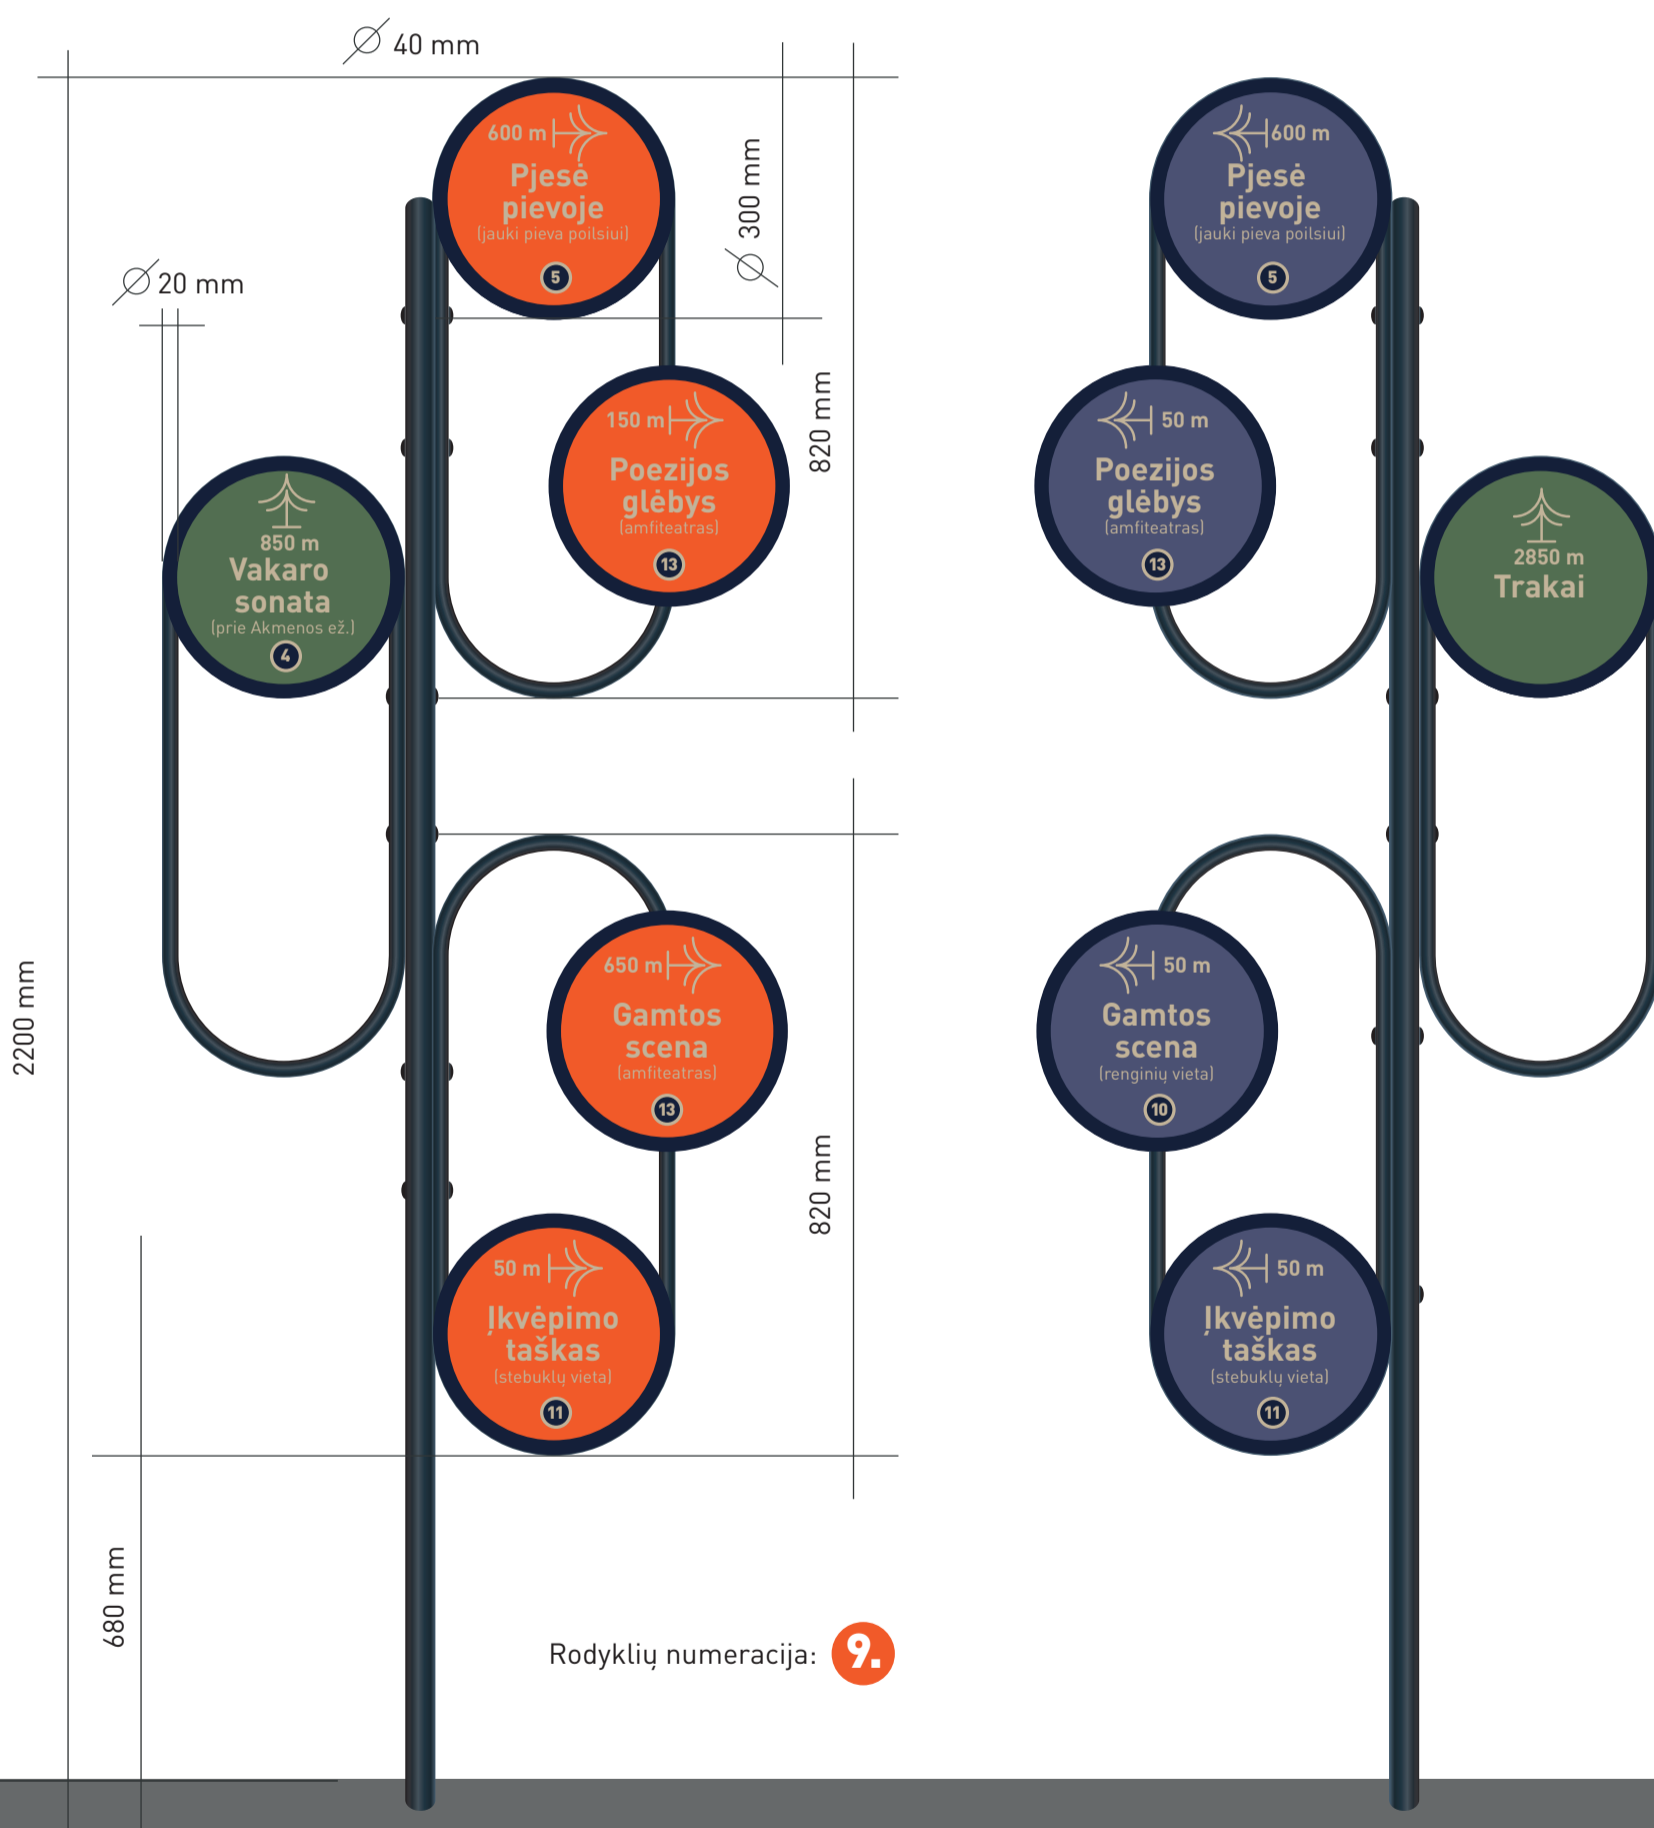 40 mm
600 m
Pjesė
pievoje
(jauki pieva poilsiui)
5
300 mm
20 mm
150 m
Poezijos
glėbys
(amfiteatras)
13
820 mm
850 m
Vakaro
sonata
(prie Akmenos ež.)
4
2200 mm
650 m
Gamtos
scena
(amfiteatras)
13
820 mm
50 m
Įkvėpimo
taškas
(stebuklų vieta)
11
680 mm
Rodyklių numeracija: 9.
600 m
Pjesė
pievoje
(jauki pieva poilsiui)
5
50 m
Poezijos
glėbys
(amfiteatras)
13
2850 m
Trakai
50 m
Gamtos
scena
(renginių vieta)
10
50 m
Įkvėpimo
taškas
(stebuklų vieta)
11